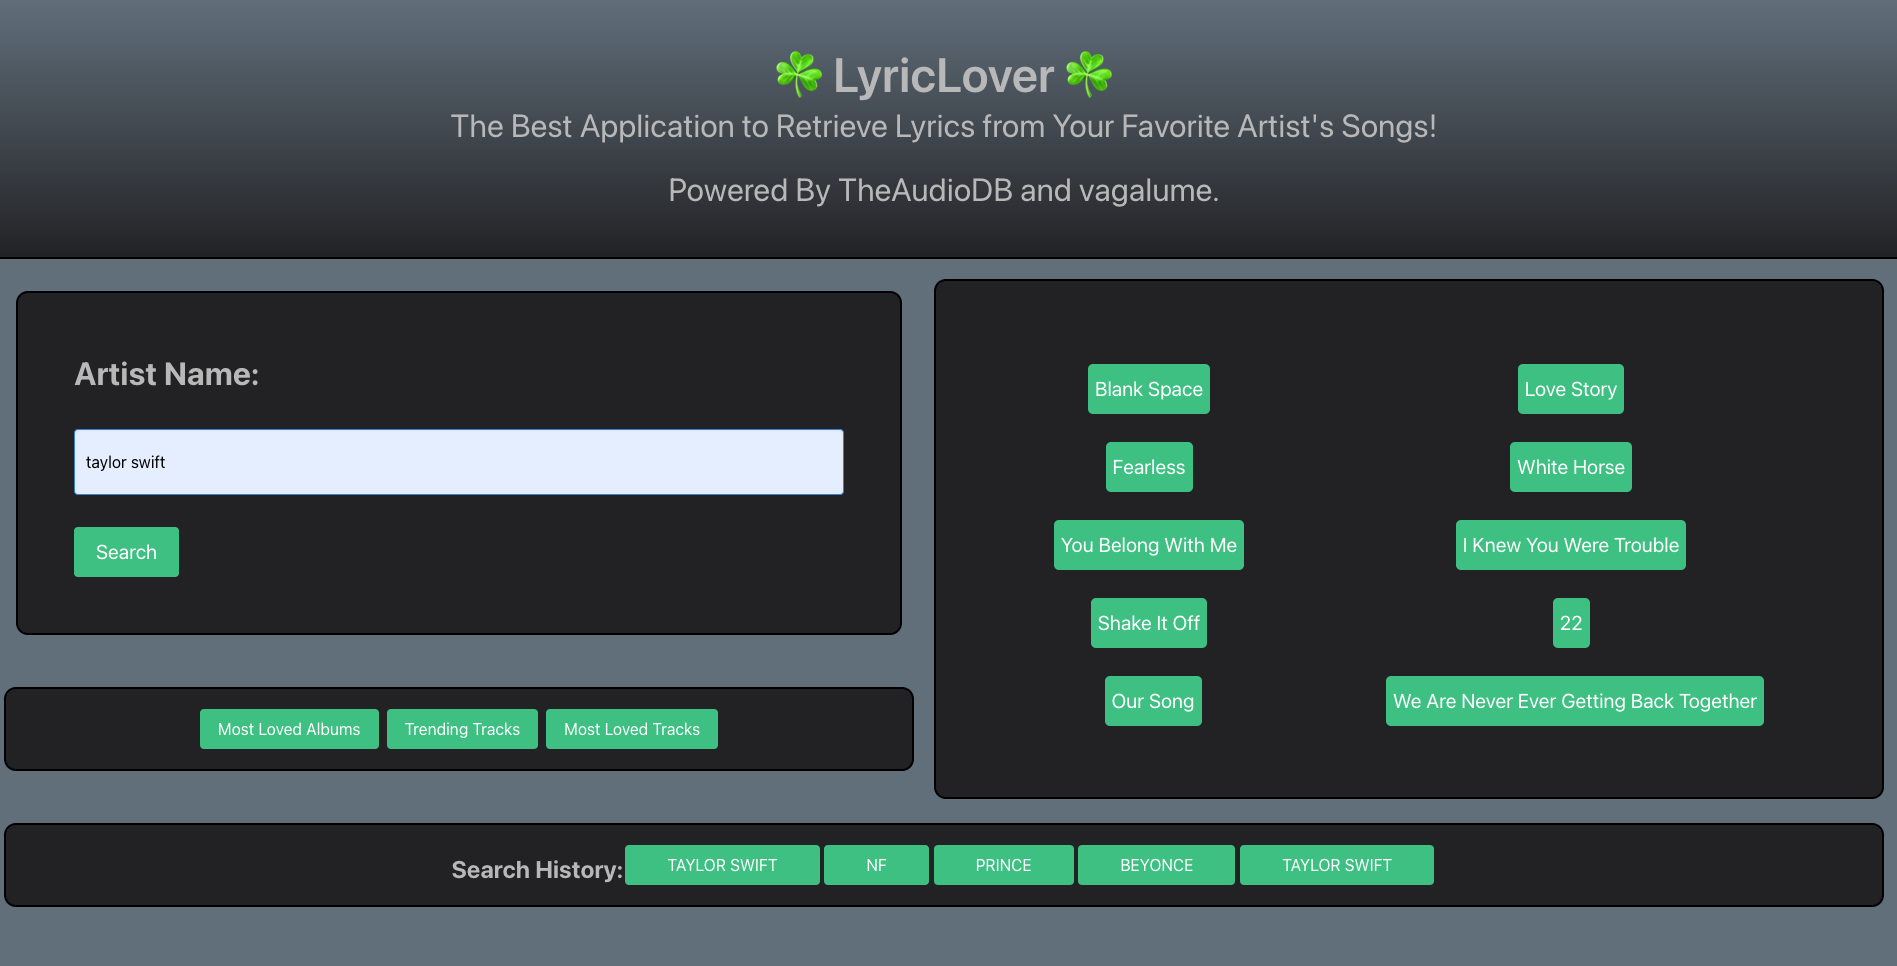 ☘️ LyricLover ☘️
The Best Application to Retrieve Lyrics from Your Favorite Artist's Songs!
Powered By TheAudioDB and vagalume.
Artist Name:
taylor swift
Search
Most Loved Albums Trending Tracks Most Loved Tracks
Blank Space Love Story
Fearless White Horse
You Belong With Me I Knew You Were Trouble
Shake It Off 22
Our Song We Are Never Ever Getting Back Together
Search History: TAYLOR SWIFT NF PRINCE BEYONCE TAYLOR SWIFT